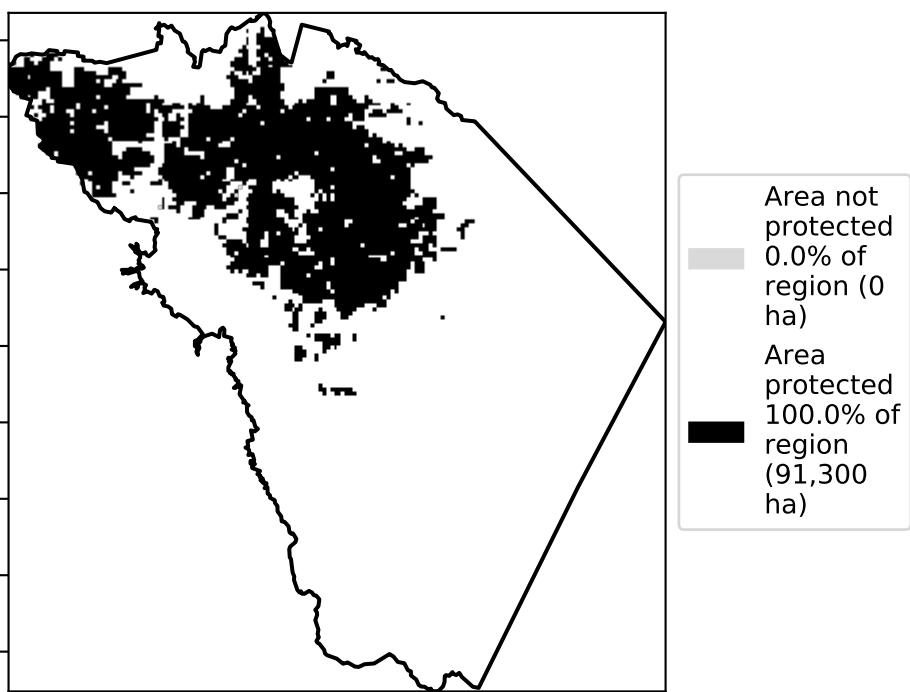 Area not
protected
0.0% of
region (0
ha)
Area
protected
100.0% of
region
(91,300
ha)